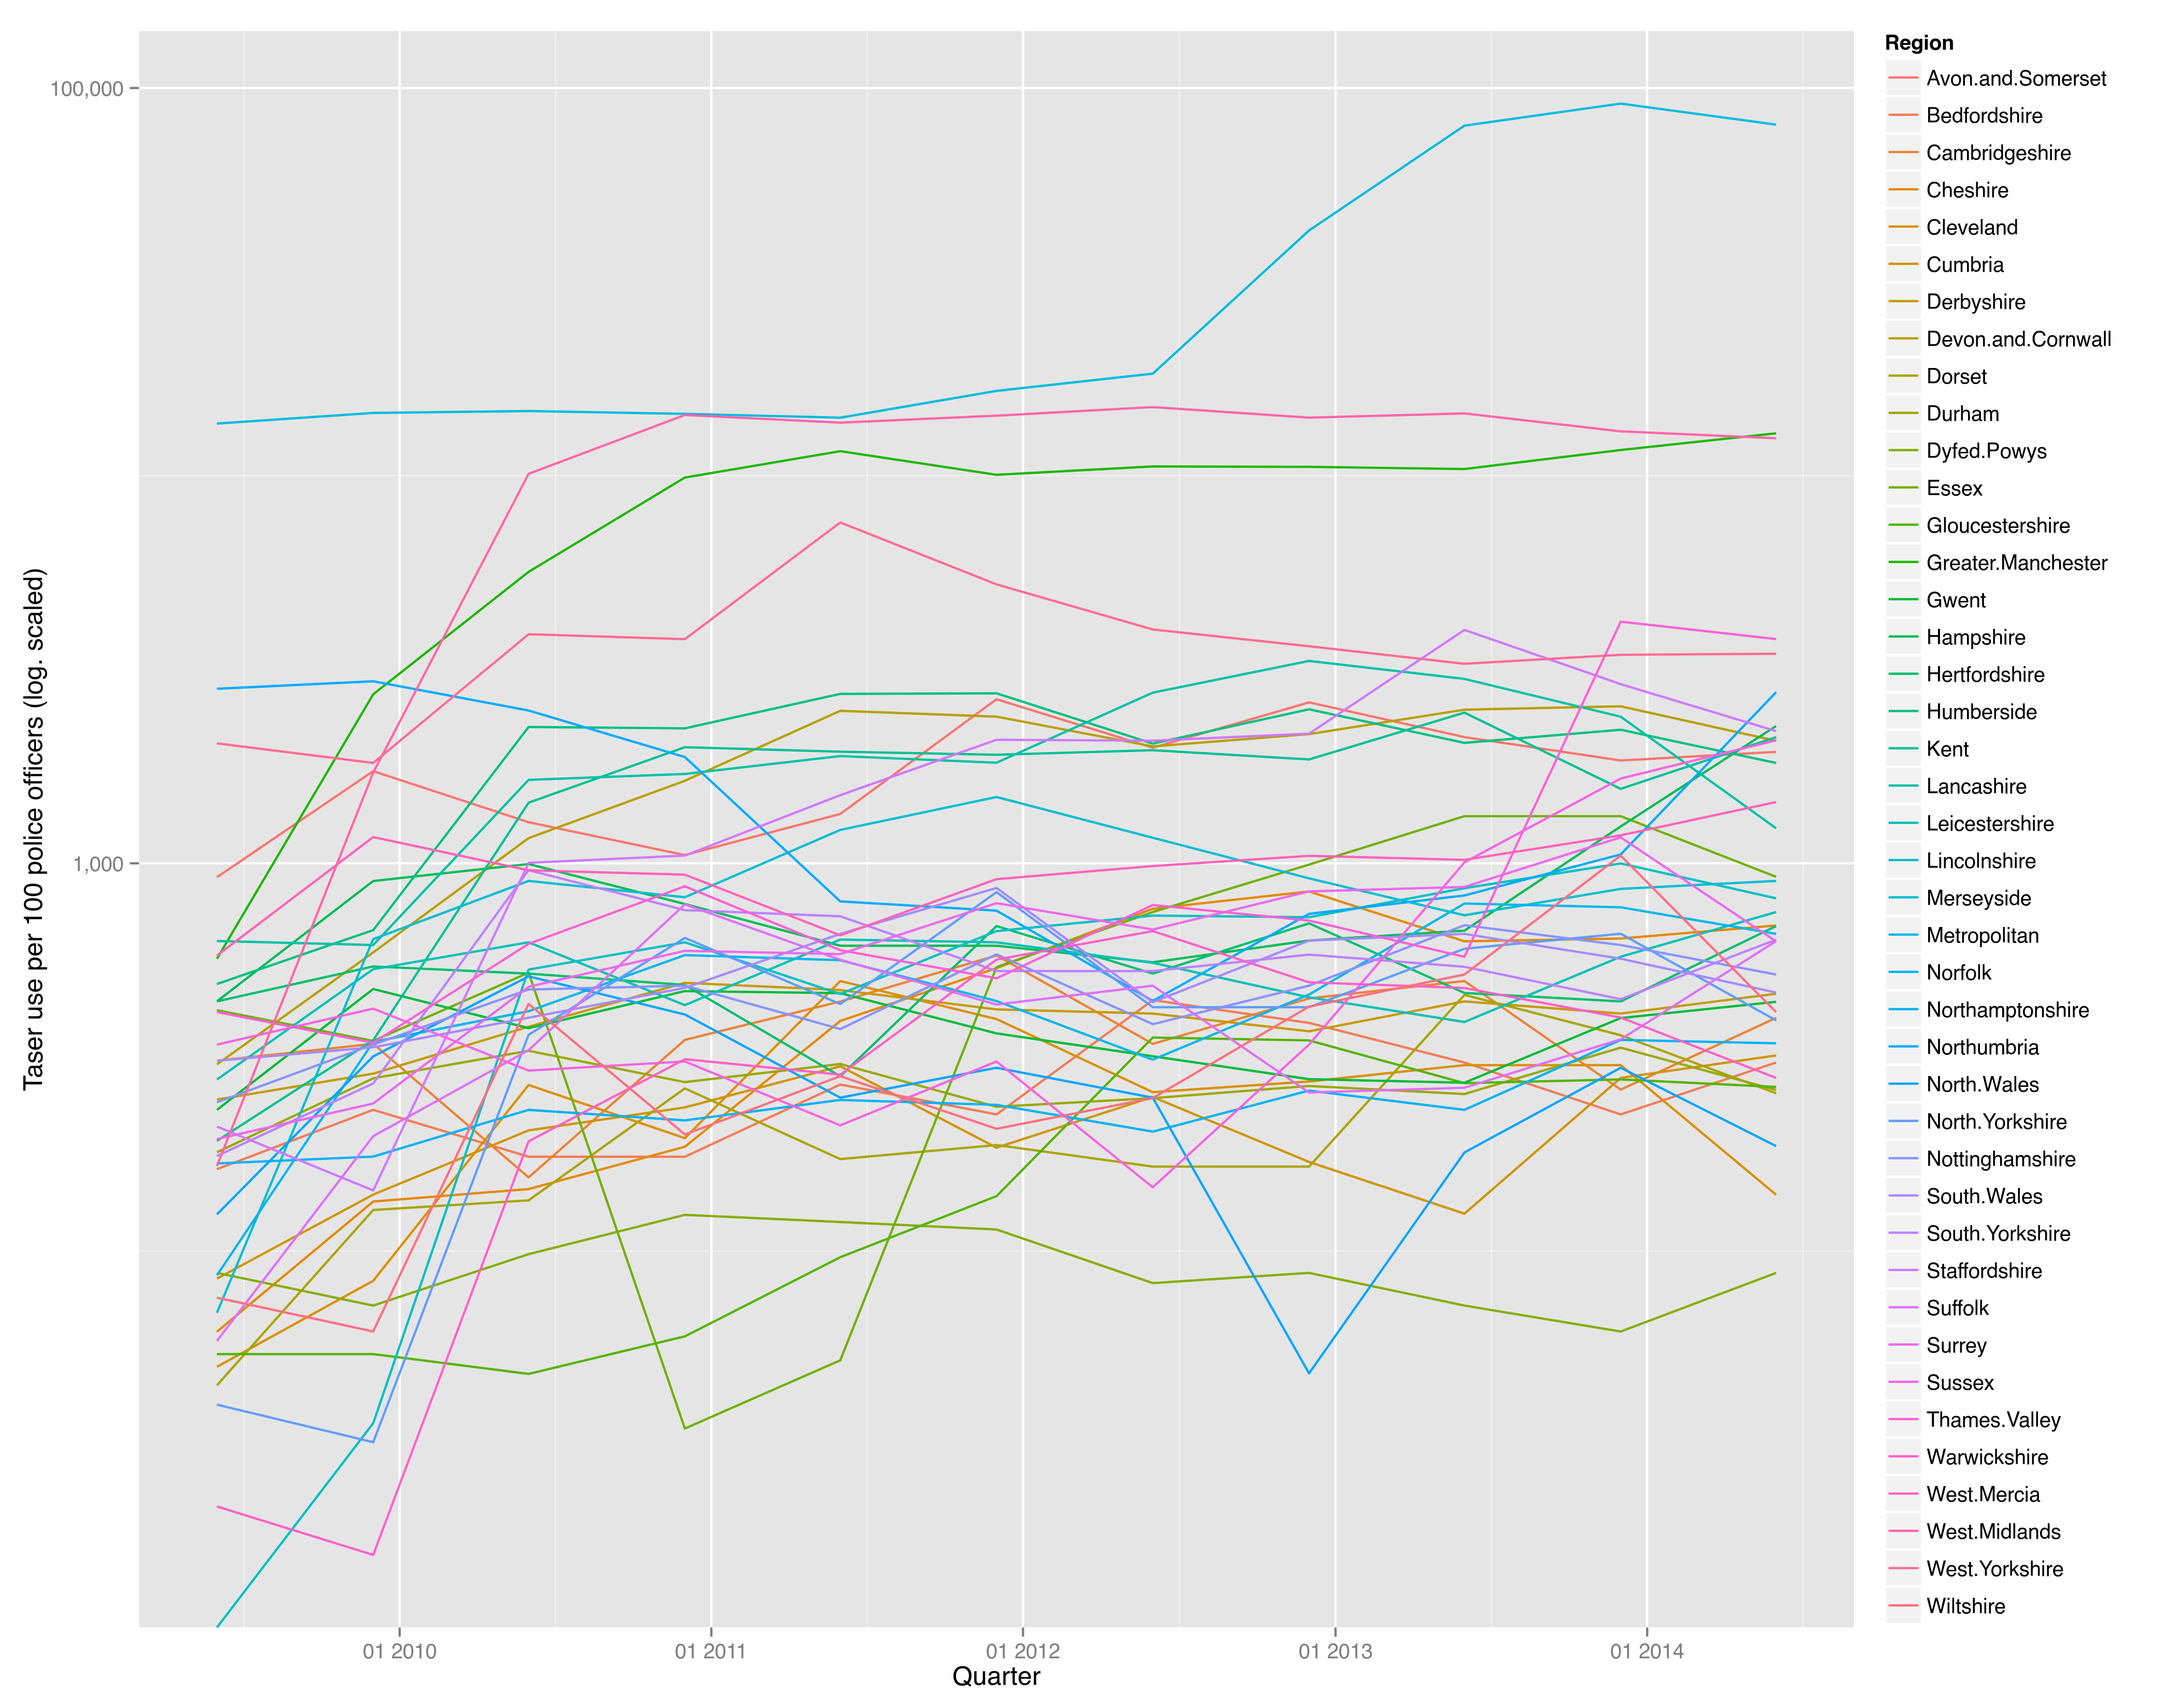 Taser use per 100 police officers (log. scaled)
100,000
1,000
01 2010
01 2011
01 2012
01 2013
01 2014
Quarter
Region
Avon.and.Somerset
Bedfordshire
Cambridgeshire
Cheshire
Cleveland
Cumbria
Derbyshire
Devon.and.Cornwall
Dorset
Durham
Dyfed.Powys
Essex
Gloucestershire
Greater.Manchester
Gwent
Hampshire
Hertfordshire
Humberside
Kent
Lancashire
Leicestershire
Lincolnshire
Merseyside
Metropolitan
Norfolk
Northamptonshire
Northumbria
North.Wales
North.Yorkshire
Nottinghamshire
South.Wales
South.Yorkshire
Staffordshire
Suffolk
Surrey
Sussex
Thames.Valley
Warwickshire
West.Mercia
West.Midlands
West.Yorkshire
Wiltshire